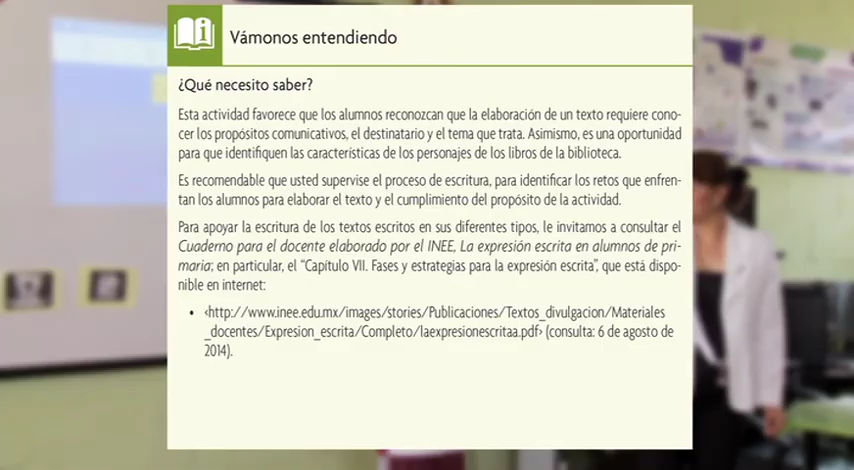 Vámonos entendiendo
¿Qué necesito saber?
Esta actividad favorece que los alumnos reconozcan que la elaboración de un texto requiere cono-
cer los propósitos comunicativos, el destinatario y el tema que trata. Asimismo, es una oportunidad
para que identifiquen las características de los personajes de los libros de la biblioteca.
Es recomendable que usted supervise el proceso de escritura, para identificar los retos que enfren-
tan los alumnos para elaborar el texto y el cumplimiento del propósito de la actividad.
Para apoyar la escritura de los textos escritos en sus diferentes tipos, le invitamos a consultar el
Cuaderno para el docente elaborado por el INEE, La expresión escrita en alumnos de pri-
maria; en particular, el “Capítulo VII. Fases y estrategias para la expresión escrita”, que está dispo-
nible en internet:
• ‹http://www.inee.edu.mx/images/stories/Publicaciones/Textos_divulgacion/Materiales
_docentes/Expresion_escrita/Completo/laexpresionescritaa.pdf› (consulta: 6 de agosto de
2014).